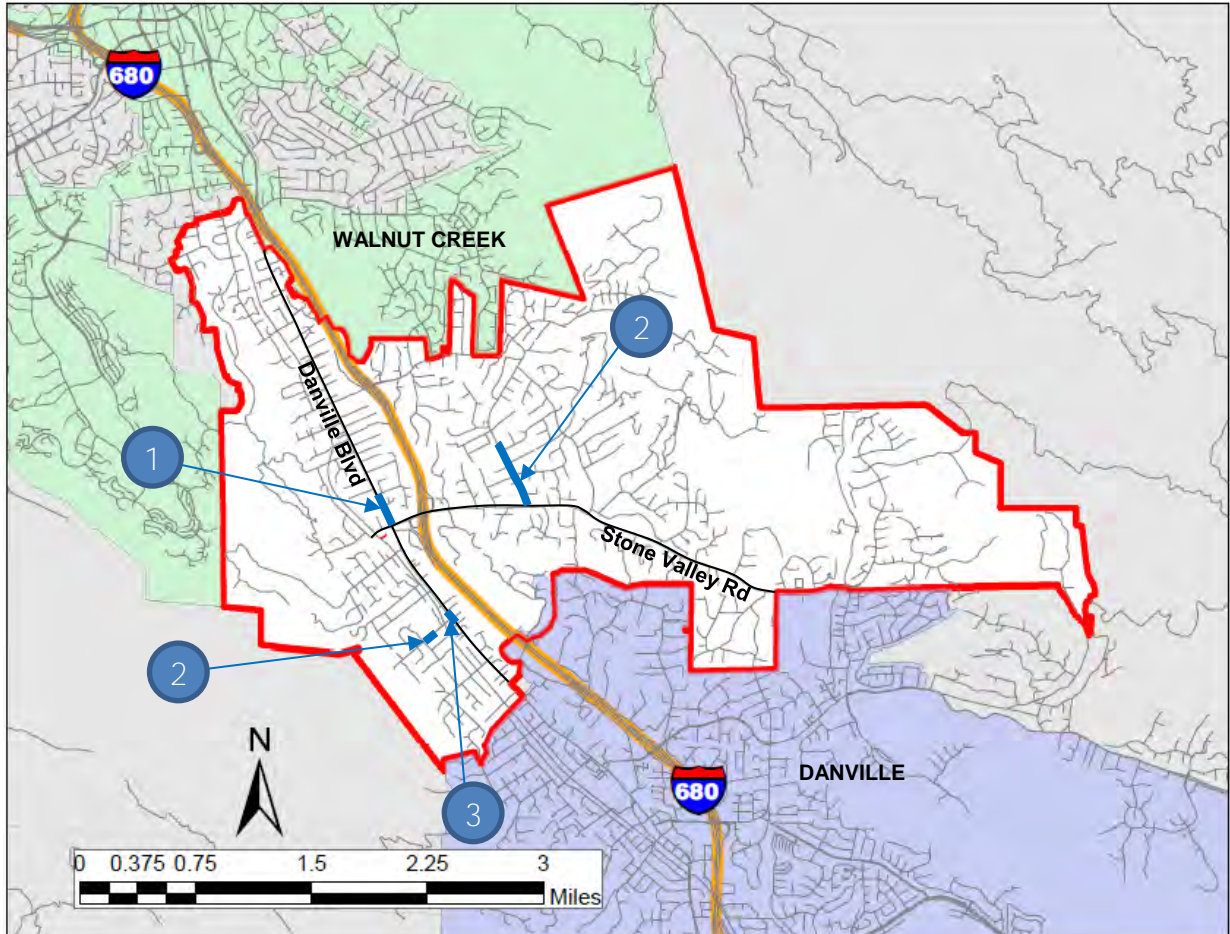 680
WALNUT CREEK
2
Danville Blvd
1
Stone Valley Rd
2
N
3
DANVILLE
680
0 0.375 0.75 1.5 2.25 3
Miles